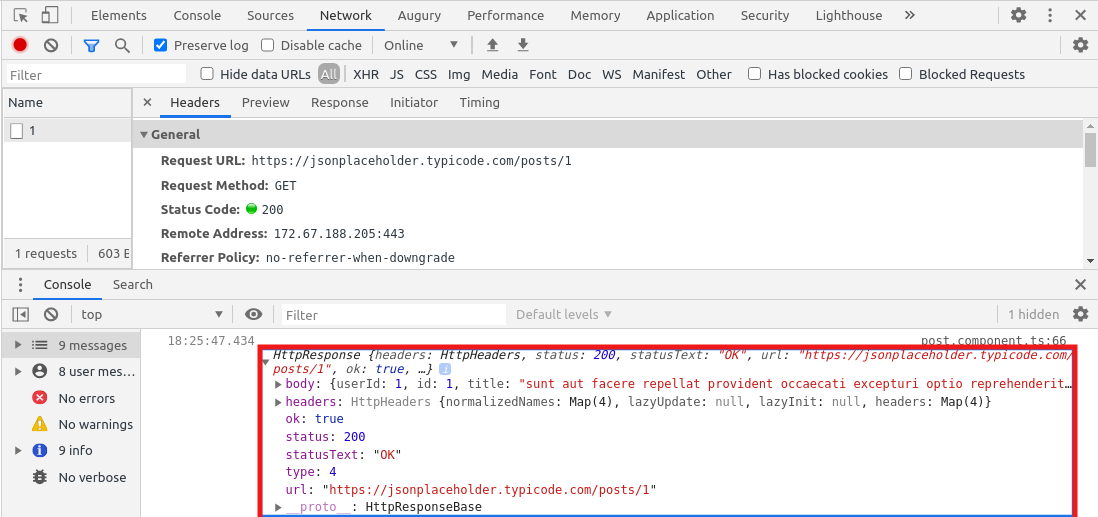 Elements Console Sources Network Augury Performance Memory Application Security Lighthouse »
Preserve log Disable cache Online ▼
Filter Hide data URLs All XHR JS CSS Img Media Font Doc WS Manifest Other Has blocked cookies Blocked Requests
Name × Headers Preview Response Initiator Timing
1
▼ General
Request URL: https://jsonplaceholder.typicode.com/posts/1
Request Method: GET
Status Code: 200
Remote Address: 172.67.188.205:443
1 requests 603 B
Referrer Policy: no-referrer-when-downgrade
Console Search
top ▼ Filter Default levels ▼ 1 hidden
9 messages
18:25:47.434 post.component.ts:66
HttpResponse {headers: HttpHeaders, status: 200, statusText: "OK", url: "https://jsonplaceholder.typicode.com/
posts/1", ok: true, …} i
8 user mes…
body: {userId: 1, id: 1, title: "sunt aut facere repellat provident occaecati excepturi optio reprehenderit…
No errors
headers: HttpHeaders {normalizedNames: Map(4), lazyUpdate: null, lazyInit: null, headers: Map(4)}
ok: true
No warnings
status: 200
9 info
statusText: "OK"
type: 4
No verbose
url: "https://jsonplaceholder.typicode.com/posts/1"
__proto__: HttpResponseBase